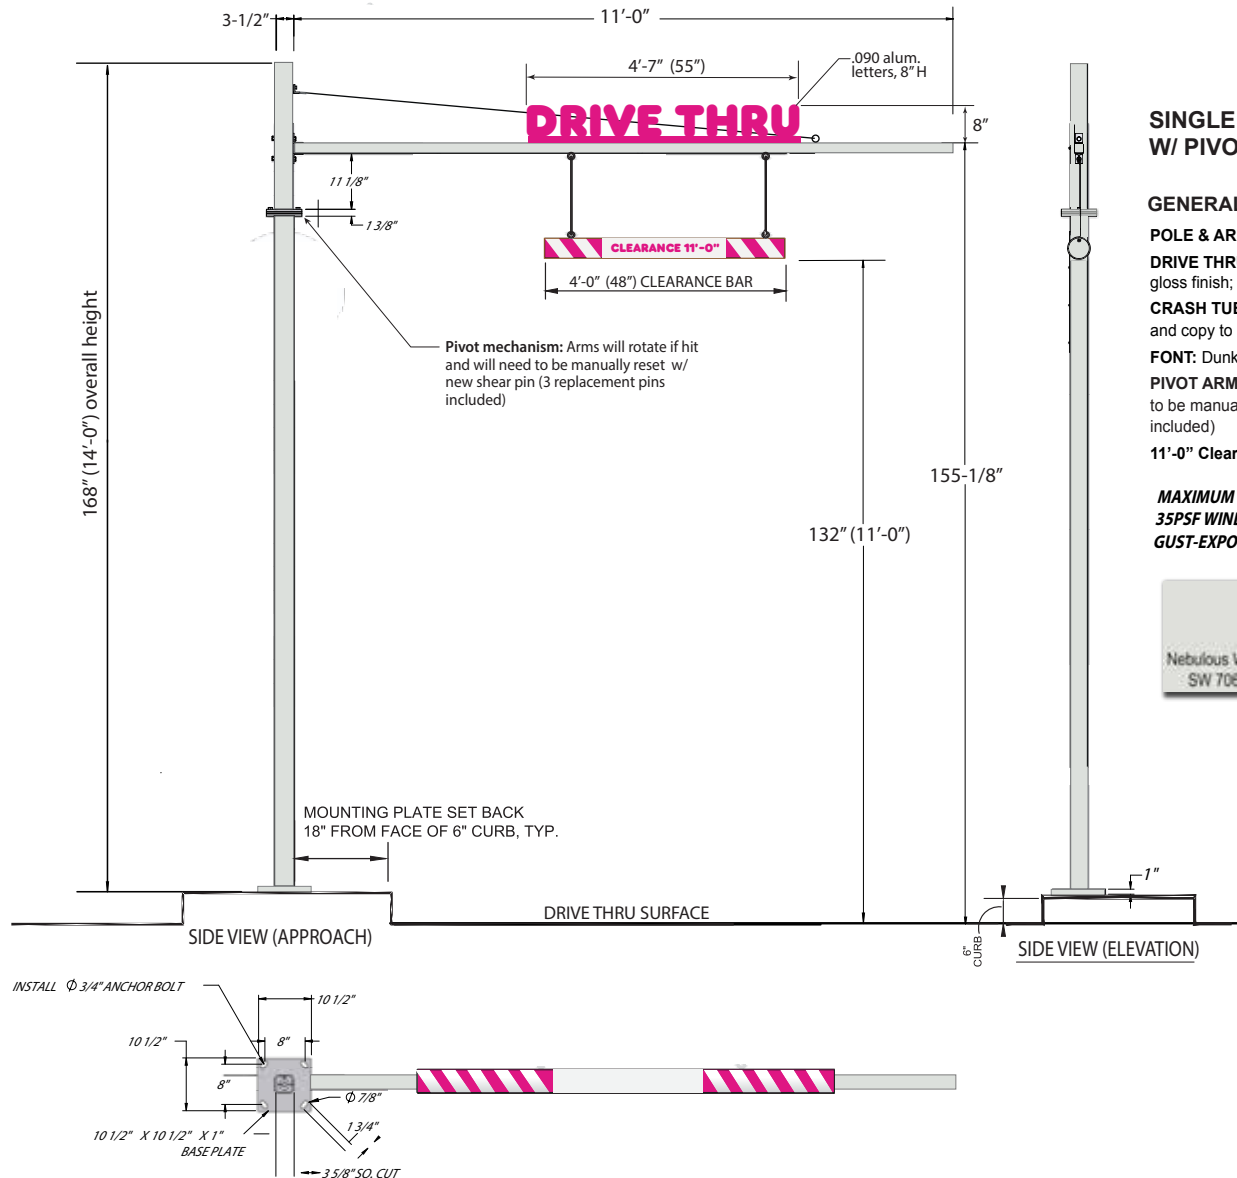 3-1/2"
11'-0"
4'-7" (55")
.090 alum.
letters, 8"H
DRIVE THRU
8"
11 1/8"
1 3/8"
CLEARANCE 11'-0"
4'-0" (48") CLEARANCE BAR
Pivot mechanism: Arms will rotate if hit
and will need to be manually reset w/
new shear pin (3 replacement pins
included)
168" (14'-0") overall height
155-1/8"
132" (11'-0")
MOUNTING PLATE SET BACK
18" FROM FACE OF 6" CURB, TYP.
DRIVE THRU SURFACE
SIDE VIEW (APPROACH)
6"
CURB
1"
SIDE VIEW (ELEVATION)
SINGLE
W/ PIVO
GENERAL
POLE & AR
DRIVE THR
gloss finish;
CRASH TUB
and copy to
FONT: Dunk
PIVOT ARM
to be manua
included)
11'-0" Clear
MAXIMUM
35PSF WIN
GUST-EXPO
Nebulous W
SW 706
INSTALL Φ 3/4" ANCHOR BOLT
10 1/2"
10 1/2"
8"
8"
Φ 7/8"
1 3/4"
10 1/2" X 10 1/2" X 1"
BASE PLATE
3 5/8" SQ. CUT